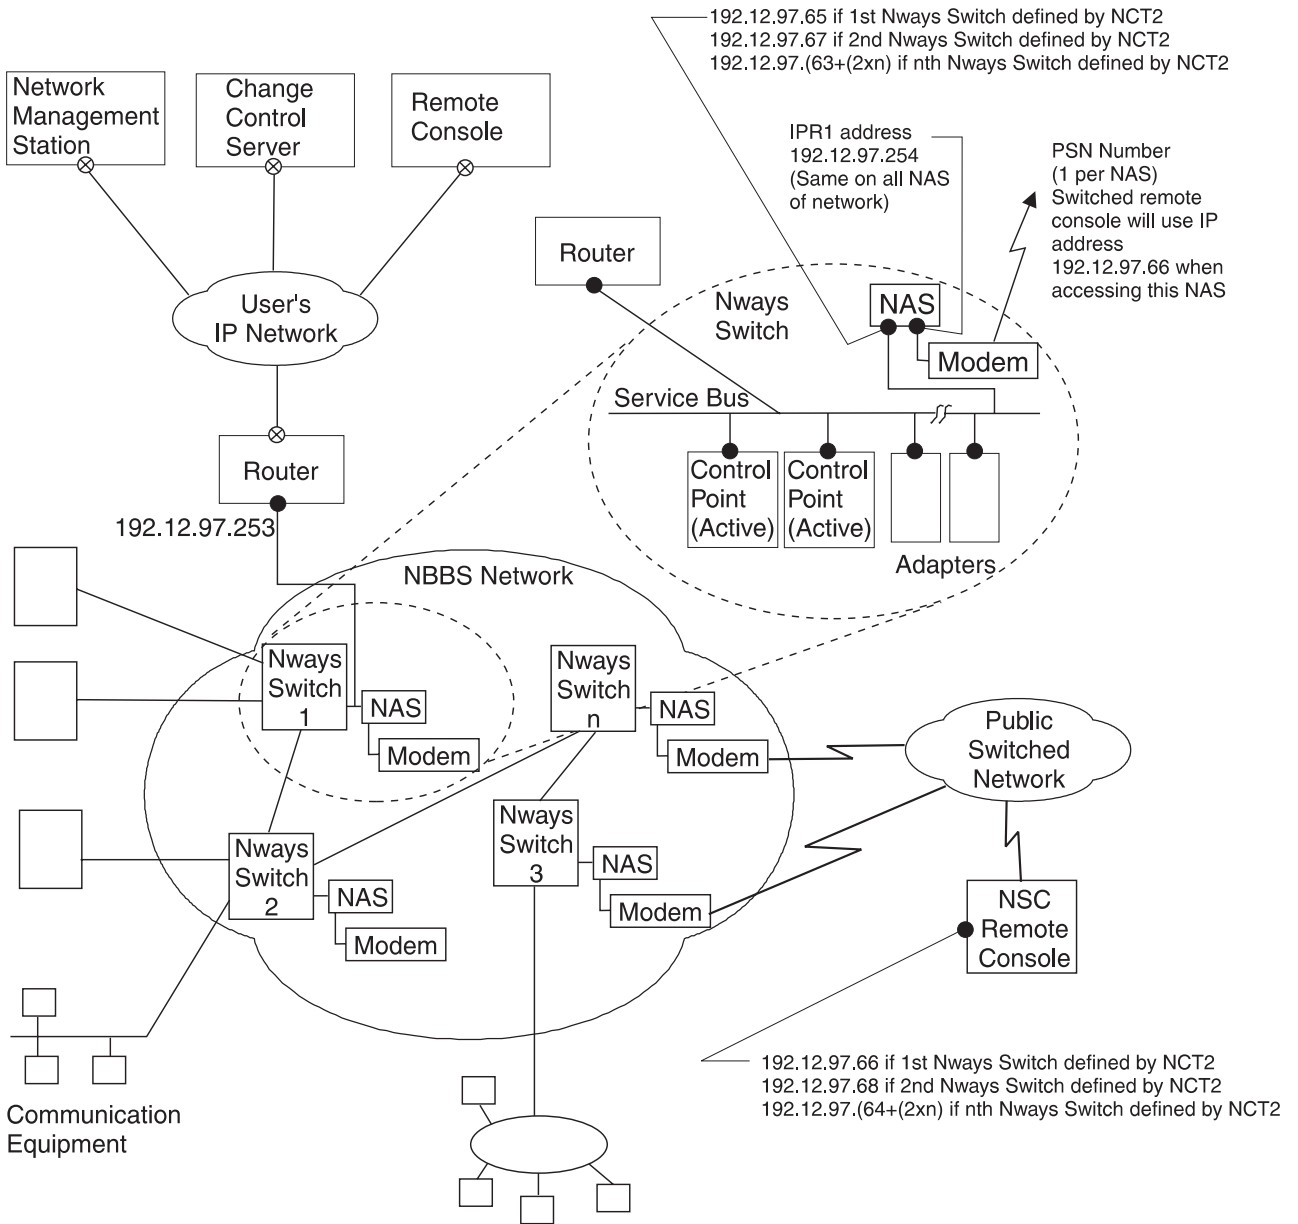 192.12.97.65 if 1st Nways Switch defined by NCT2
192.12.97.67 if 2nd Nways Switch defined by NCT2
192.12.97.(63+(2xn) if nth Nways Switch defined by NCT2
Network
Management
Station
Change
Control
Server
Remote
Console
IPR1 address
192.12.97.254
(Same on all NAS
of network)
PSN Number
(1 per NAS)
Switched remote
console will use IP
address
192.12.97.66 when
accessing this NAS
Router
Nways
Switch
NAS
Modem
User's
IP Network
Service Bus
Control
Point
(Active)
Control
Point
(Active)
Adapters
Router
192.12.97.253
NBBS Network
Nways
Switch
1
NAS
Modem
Nways
Switch
n
NAS
Modem
Public
Switched
Network
Nways
Switch
2
NAS
Modem
Nways
Switch
3
NAS
Modem
NSC
Remote
Console
192.12.97.66 if 1st Nways Switch defined by NCT2
192.12.97.68 if 2nd Nways Switch defined by NCT2
192.12.97.(64+(2xn) if nth Nways Switch defined by NCT2
Communication
Equipment